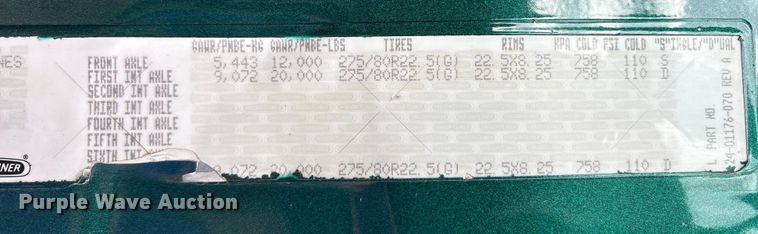 GAWR/PNBE-KG GAWR/PNBE-LBS TIRES RIMS KPA COLD PSI COLD "S"INGLE/"D"UAL
FRONT AXLE 5,443 12,000 275/80R22.5(G) 22.5X8.25 758 110 S
FIRST INT AXLE 9,072 20,000 275/80R22.5(G) 22.5X8.25 758 110 D
SECOND INT AXLE
THIRD INT AXLE
FOURTH INT AXLE
FIFTH INT AXLE
SIXTH INT AXLE
9,072 20,000 275/80R22.5(G) 22.5X8.25 758 110 D
L PART NO.
24-01176-070 REV A
Purple Wave Auction